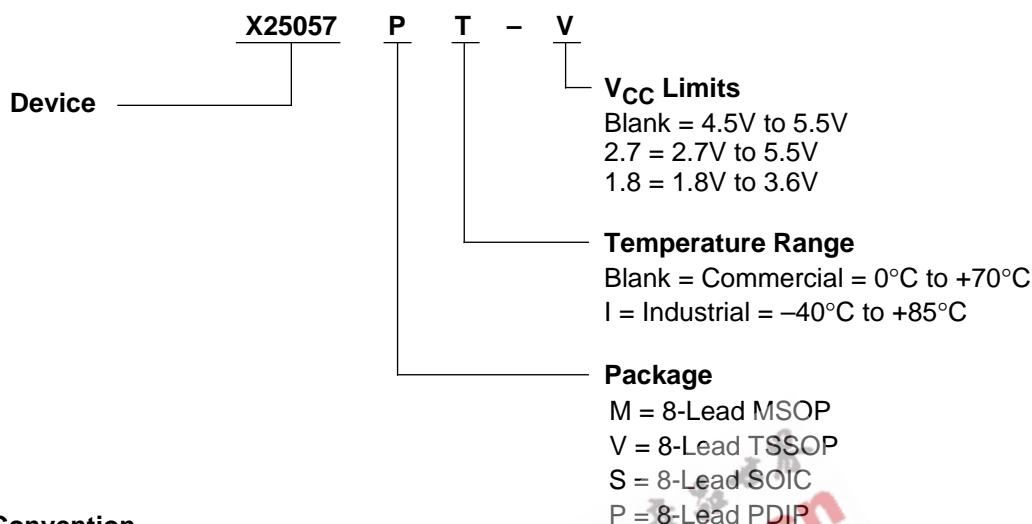 X25057 P T – V
Device
VCC Limits
Blank = 4.5V to 5.5V
2.7 = 2.7V to 5.5V
1.8 = 1.8V to 3.6V
Temperature Range
Blank = Commercial = 0°C to +70°C
I = Industrial = –40°C to +85°C
Package
M = 8-Lead MSOP
V = 8-Lead TSSOP
S = 8-Lead SOIC
P = 8-Lead PDIP
Convention